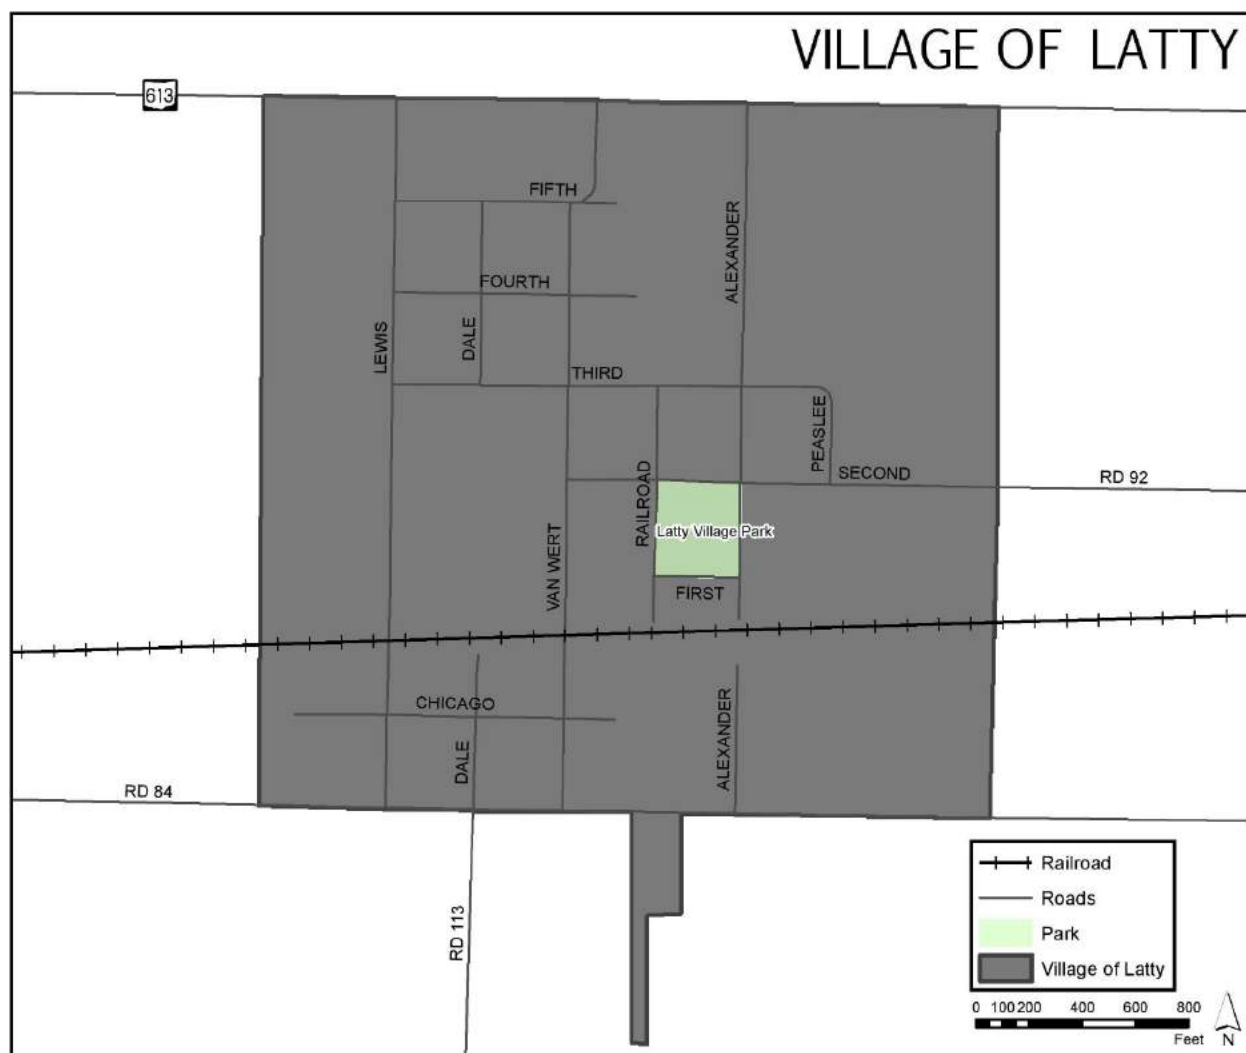 VILLAGE OF LATTY
613
FIFTH
ALEXANDER
FOURTH
LEWIS
DALE
THIRD
PEASLEE
SECOND
RD 92
RAILROAD
Latty Village Park
VAN WERT
FIRST
CHICAGO
ALEXANDER
DALE
RD 84
RD 113
Railroad
Roads
Park
Village of Latty
0 100 200 400 600 800
Feet
N